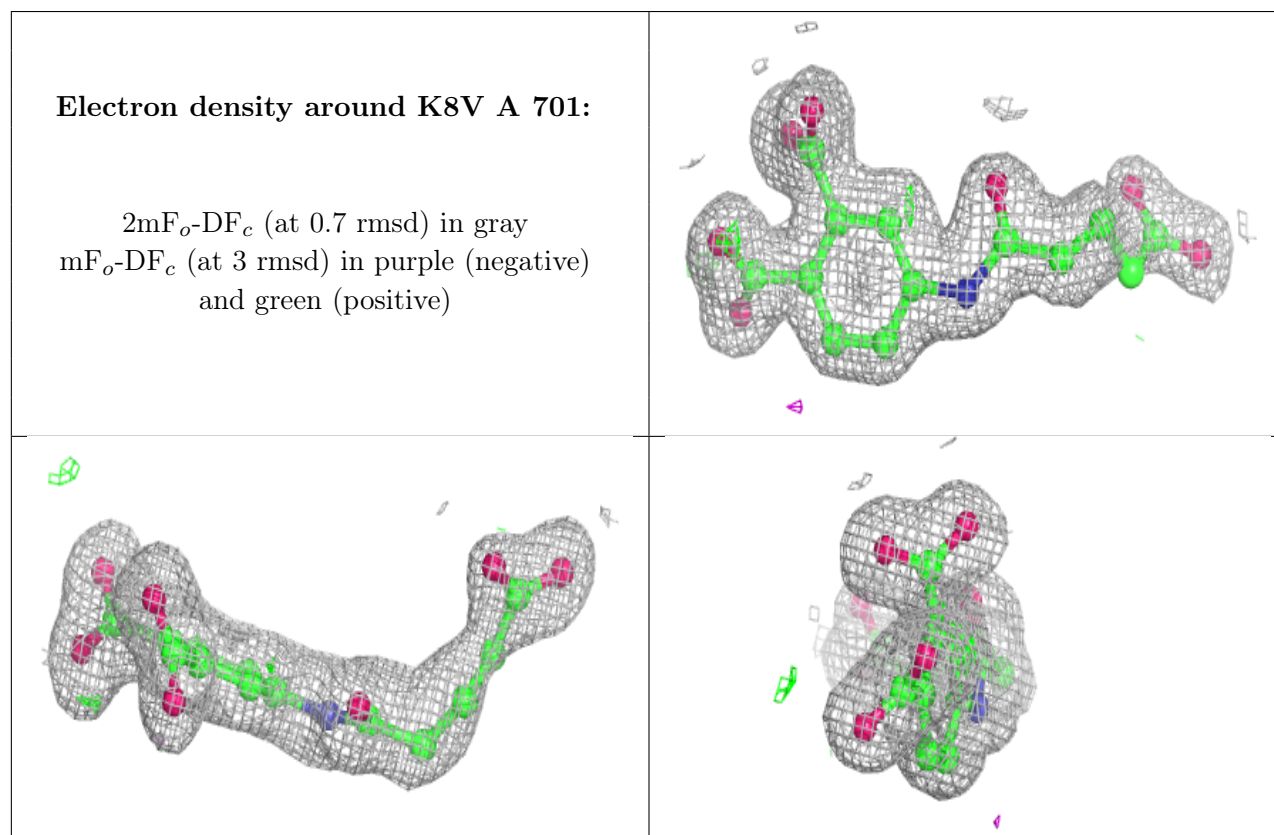 Electron density around K8V A 701:
2mFo-DFc (at 0.7 rmsd) in gray
mFo-DFc (at 3 rmsd) in purple (negative)
and green (positive)